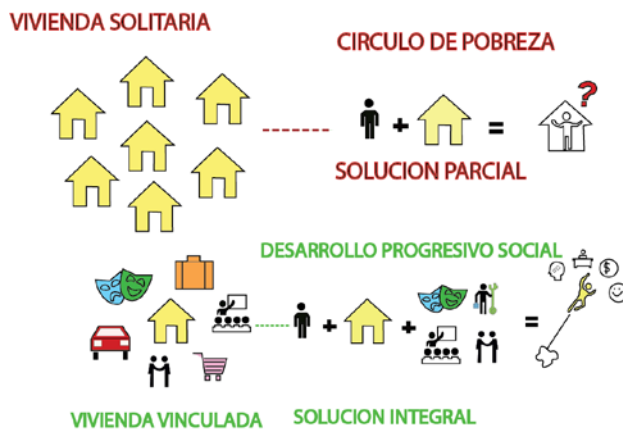 VIVIENDA SOLITARIA
CIRCULO DE POBREZA
+ = ?
SOLUCION PARCIAL
DESARROLLO PROGRESIVO SOCIAL
$
+ + =
VIVIENDA VINCULADA
SOLUCION INTEGRAL